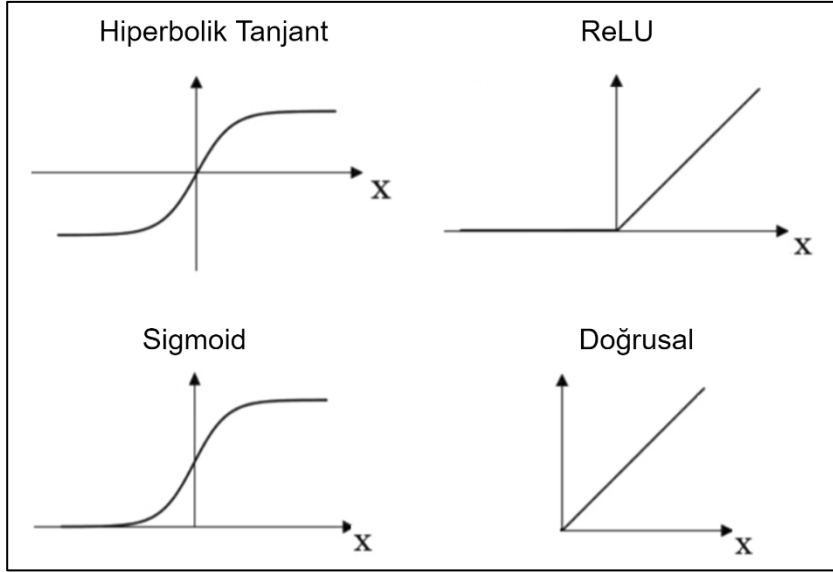 Hiperbolik Tanjant
ReLU
X
X
Sigmoid
Doğrusal
X
X